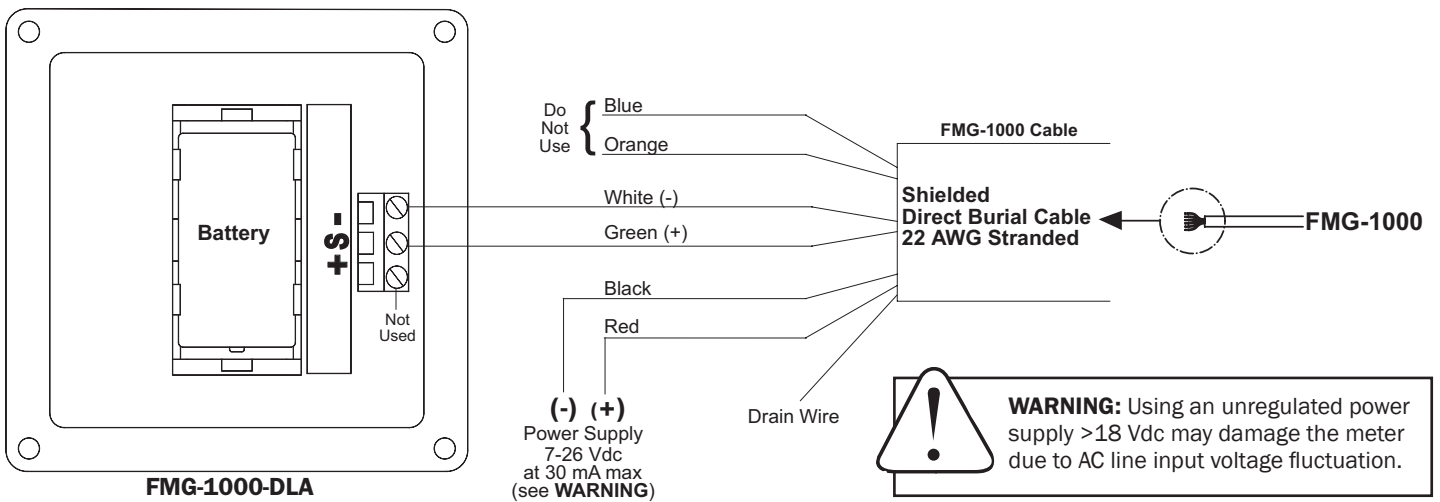 Battery
+ S -
Not
Used
FMG-1000-DLA
Do
Not
Use
{
Blue
Orange
White (-)
Green (+)
Black
Red
(-) (+)
Power Supply
7-26 Vdc
at 30 mA max
(see WARNING)
Drain Wire
FMG-1000 Cable
Shielded
Direct Burial Cable
22 AWG Stranded
FMG-1000
!
WARNING: Using an unregulated power
supply >18 Vdc may damage the meter
due to AC line input voltage fluctuation.